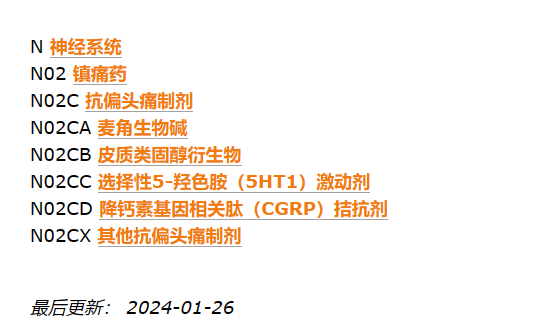 N 神经系统
N02 镇痛药
N02C 抗偏头痛制剂
N02CA 麦角生物碱
N02CB 皮质类固醇衍生物
N02CC 选择性5-羟色胺（5HT1）激动剂
N02CD 降钙素基因相关肽（CGRP）拮抗剂
N02CX 其他抗偏头痛制剂
最后更新： 2024-01-26